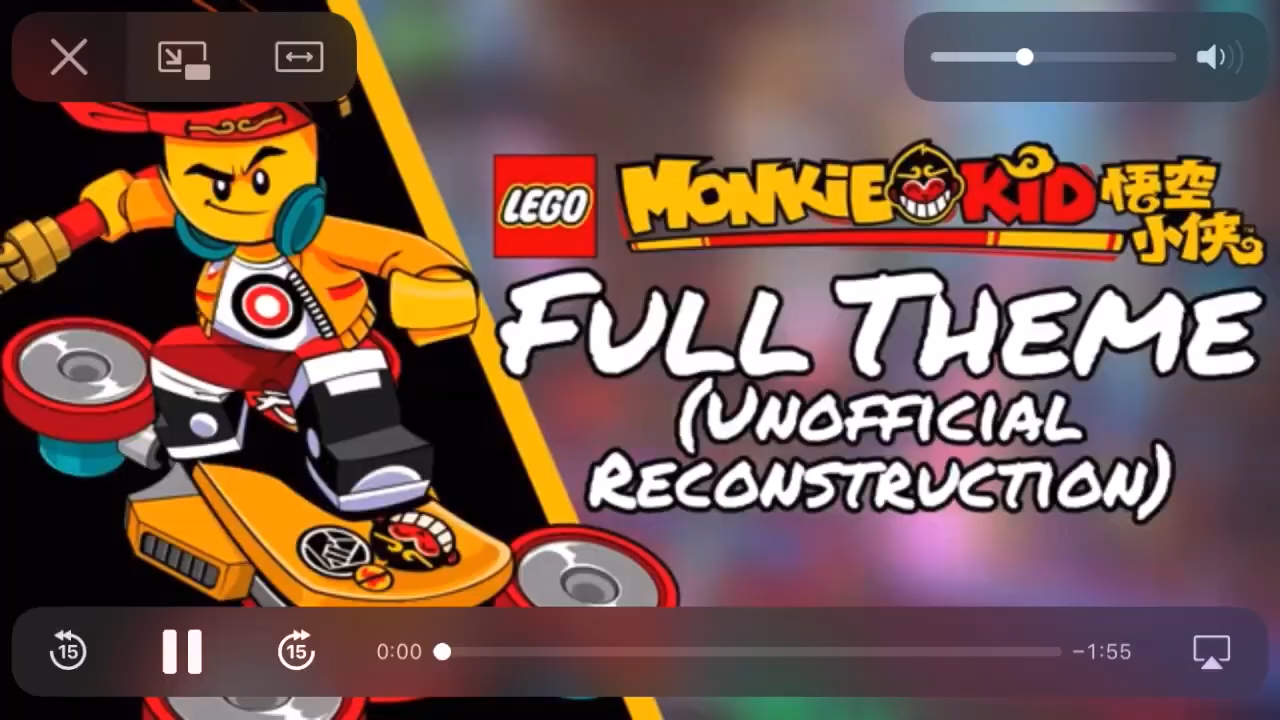 LEGO
MONKIE KID 悟空
小侠
FULL THEME
(UNOFFICIAL
RECONSTRUCTION)
15
15
0:00
-1:55